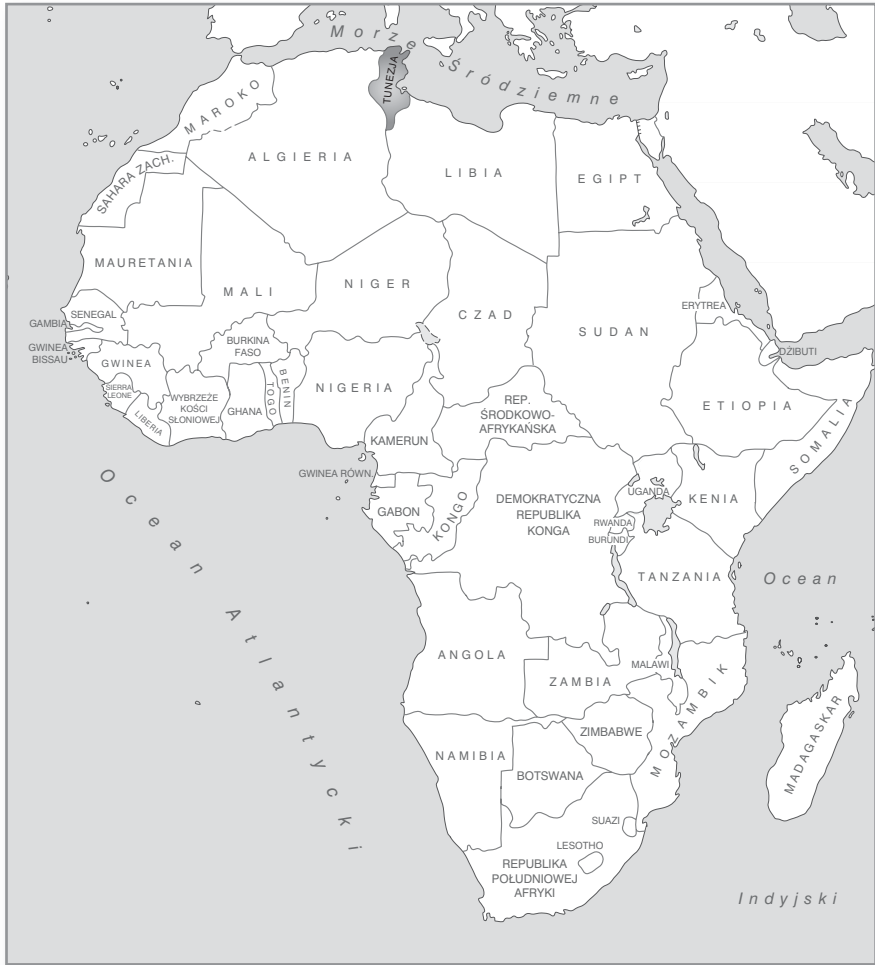 Morze
Śródziemne
TUNEZJA
MAROKO
ALGIERIA
LIBIA
EGIPT
SAHARA ZACH.
MAURETANIA
MALI
NIGER
CZAD
SUDAN
ERYTREA
SENEGAL
GAMBIA
GWINEA
BISSAU
GWINEA
SIERRA
LEONE
LIBERIA
WYBRZEŻE
KOŚCI
SŁONIOWEJ
BURKINA
FASO
GHANA
TOGO
BENIN
NIGERIA
DŻIBUTI
ETIOPIA
SOMALIA
REP.
ŚRODKOWO-
AFRYKAŃSKA
KAMERUN
GWINEA RÓWN.
GABON
KONGO
DEMOKRATYCZNA
REPUBLIKA
KONGA
UGANDA
KENIA
RWANDA
BURUNDI
TANZANIA
Ocean
Atlantycki
Ocean
Indyjski
ANGOLA
ZAMBIA
MALAWI
MOZAMBIK
MADAGASKAR
ZIMBABWE
NAMIBIA
BOTSWANA
SUAZI
LESOTHO
REPUBLIKA
POŁUDNIOWEJ
AFRYKI